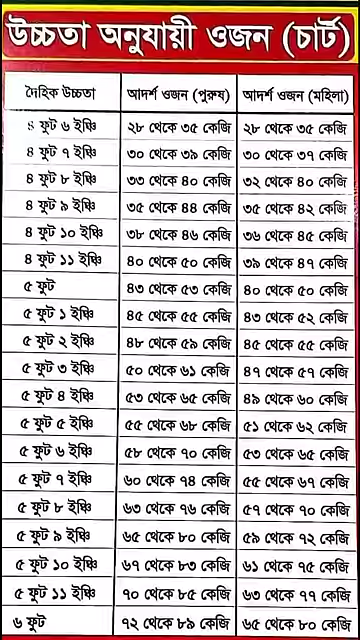 উচ্চতা অনুযায়ী ওজন (চার্ট)
দৈহিক উচ্চতা আদর্শ ওজন (পুরুষ) আদর্শ ওজন (মহিলা)
৪ ফুট ৬ ইঞ্চি ২৮ থেকে ৩৫ কেজি ২৮ থেকে ৩৫ কেজি
৪ ফুট ৭ ইঞ্চি ৩০ থেকে ৩৯ কেজি ৩০ থেকে ৩৭ কেজি
৪ ফুট ৮ ইঞ্চি ৩৩ থেকে ৪০ কেজি ৩২ থেকে ৪০ কেজি
৪ ফুট ৯ ইঞ্চি ৩৫ থেকে ৪৪ কেজি ৩৫ থেকে ৪২ কেজি
৪ ফুট ১০ ইঞ্চি ৩৮ থেকে ৪৬ কেজি ৩৬ থেকে ৪৫ কেজি
৪ ফুট ১১ ইঞ্চি ৪০ থেকে ৫০ কেজি ৩৯ থেকে ৪৭ কেজি
৫ ফুট ৪৩ থেকে ৫৩ কেজি ৪০ থেকে ৫০ কেজি
৫ ফুট ১ ইঞ্চি ৪৫ থেকে ৫৫ কেজি ৪৩ থেকে ৫২ কেজি
৫ ফুট ২ ইঞ্চি ৪৮ থেকে ৫৯ কেজি ৪৫ থেকে ৫৫ কেজি
৫ ফুট ৩ ইঞ্চি ৫০ থেকে ৬১ কেজি ৪৭ থেকে ৫৭ কেজি
৫ ফুট ৪ ইঞ্চি ৫৩ থেকে ৬৫ কেজি ৪৯ থেকে ৬০ কেজি
৫ ফুট ৫ ইঞ্চি ৫৫ থেকে ৬৮ কেজি ৫১ থেকে ৬২ কেজি
৫ ফুট ৬ ইঞ্চি ৫৮ থেকে ৭০ কেজি ৫৩ থেকে ৬৫ কেজি
৫ ফুট ৭ ইঞ্চি ৬০ থেকে ৭৪ কেজি ৫৫ থেকে ৬৭ কেজি
৫ ফুট ৮ ইঞ্চি ৬৩ থেকে ৭৬ কেজি ৫৭ থেকে ৭০ কেজি
৫ ফুট ৯ ইঞ্চি ৬৫ থেকে ৮০ কেজি ৫৯ থেকে ৭২ কেজি
৫ ফুট ১০ ইঞ্চি ৬৭ থেকে ৮৩ কেজি ৬১ থেকে ৭৫ কেজি
৫ ফুট ১১ ইঞ্চি ৭০ থেকে ৮৫ কেজি ৬৩ থেকে ৭৭ কেজি
৬ ফুট ৭২ থেকে ৮৯ কেজি ৬৫ থেকে ৮০ কেজি